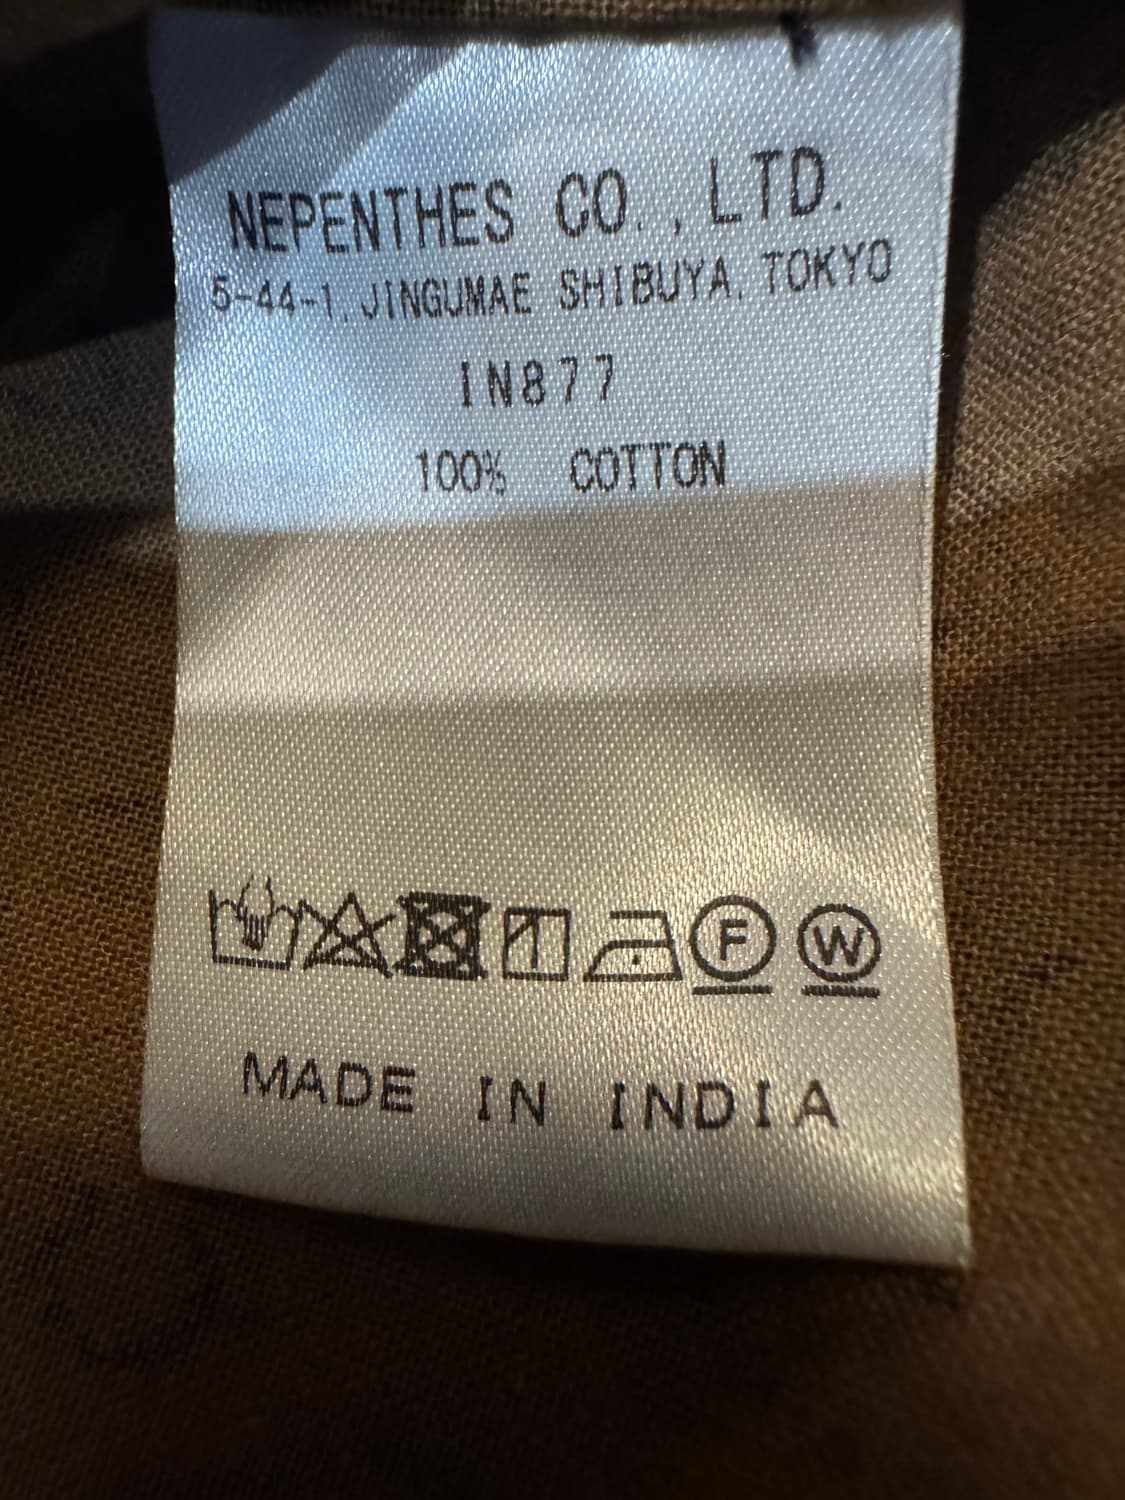 NEPENTHES CO., LTD.
5-44-1, JINGUMAE SHIBUYA, TOKYO
IN877
100% COTTON
F W
MADE IN INDIA